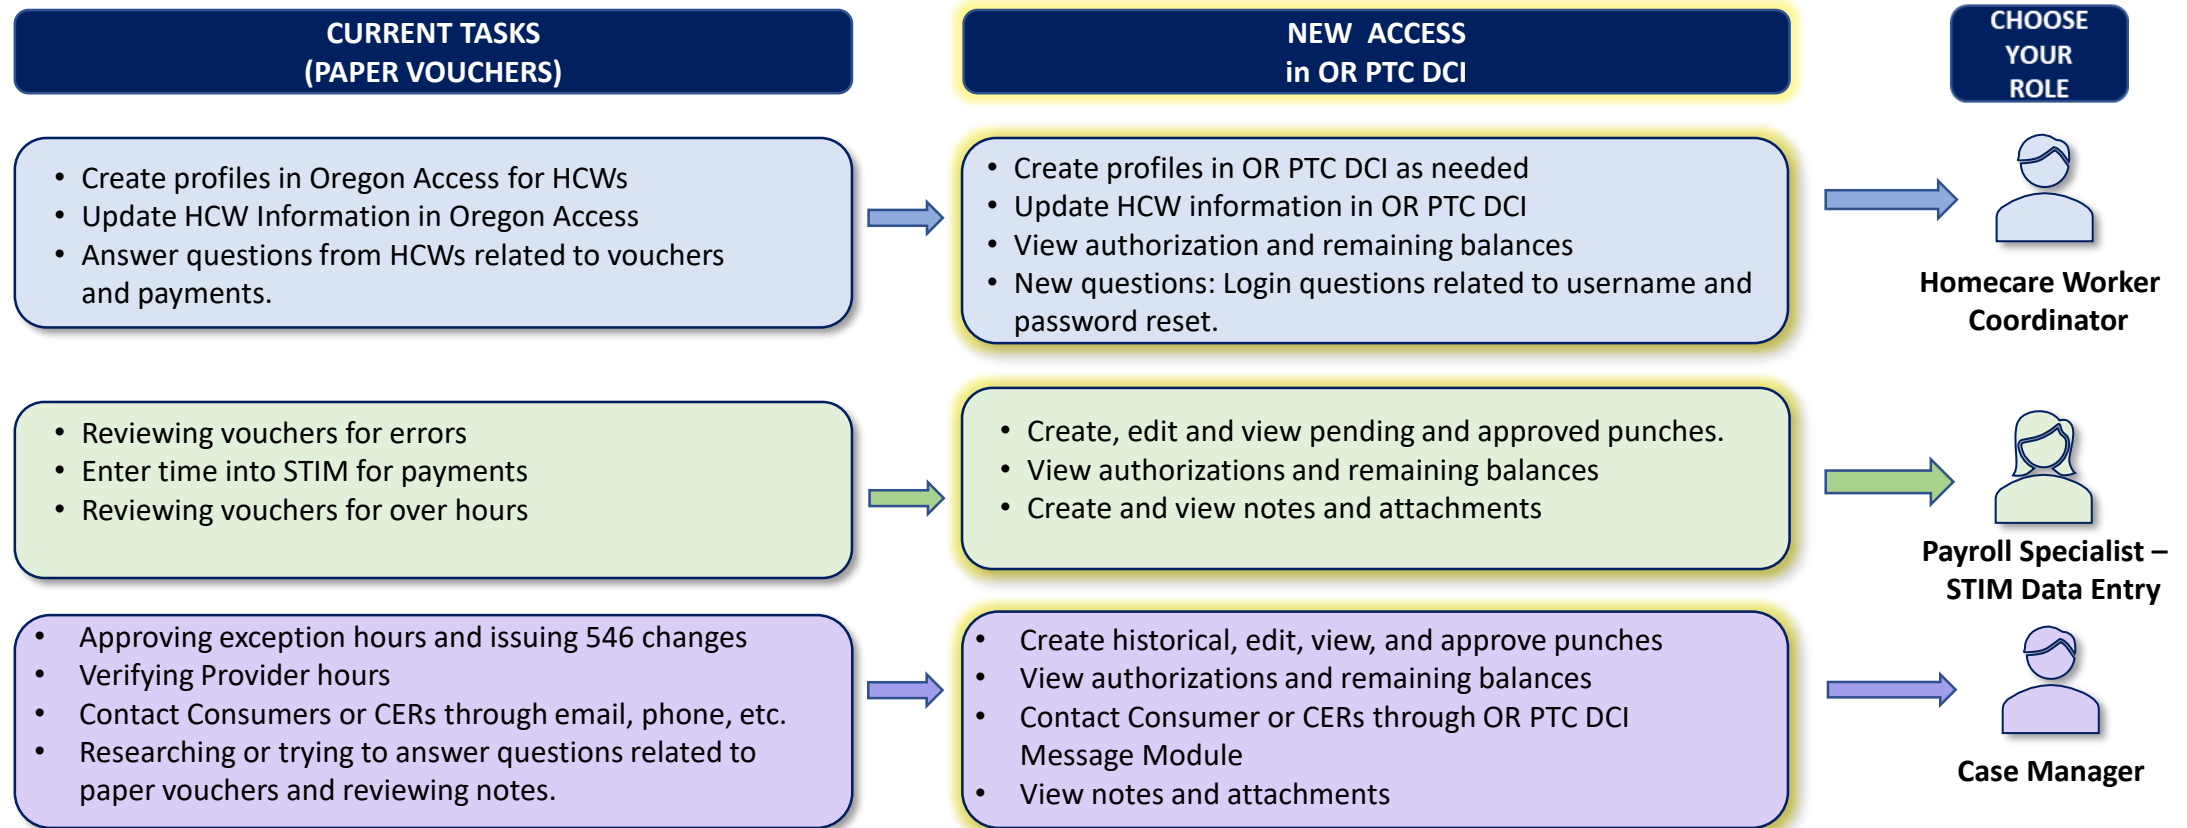 CURRENT TASKS
(PAPER VOUCHERS)
NEW ACCESS
in OR PTC DCI
CHOOSE
YOUR
ROLE
• Create profiles in Oregon Access for HCWs
• Update HCW Information in Oregon Access
• Answer questions from HCWs related to vouchers
and payments.
• Create profiles in OR PTC DCI as needed
• Update HCW information in OR PTC DCI
• View authorization and remaining balances
• New questions: Login questions related to username and
password reset.
Homecare Worker
Coordinator
• Reviewing vouchers for errors
• Enter time into STIM for payments
• Reviewing vouchers for over hours
• Create, edit and view pending and approved punches.
• View authorizations and remaining balances
• Create and view notes and attachments
Payroll Specialist –
STIM Data Entry
• Approving exception hours and issuing 546 changes
• Verifying Provider hours
• Contact Consumers or CERs through email, phone, etc.
• Researching or trying to answer questions related to
paper vouchers and reviewing notes.
• Create historical, edit, view, and approve punches
• View authorizations and remaining balances
• Contact Consumer or CERs through OR PTC DCI
Message Module
• View notes and attachments
Case Manager